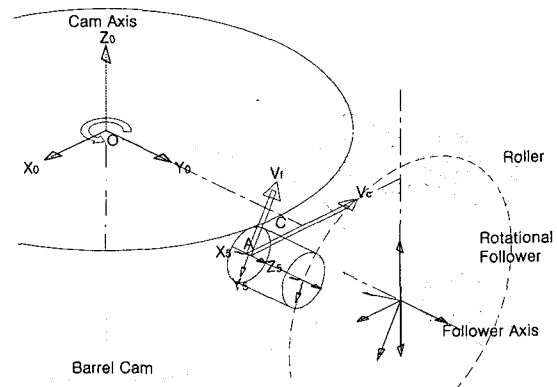 Cam Axis
Z0
X0
O
Y0
Vf
Vc
C
Roller
A
X5
Z5
Y5
Rotational
Follower
Follower Axis
Barrel Cam